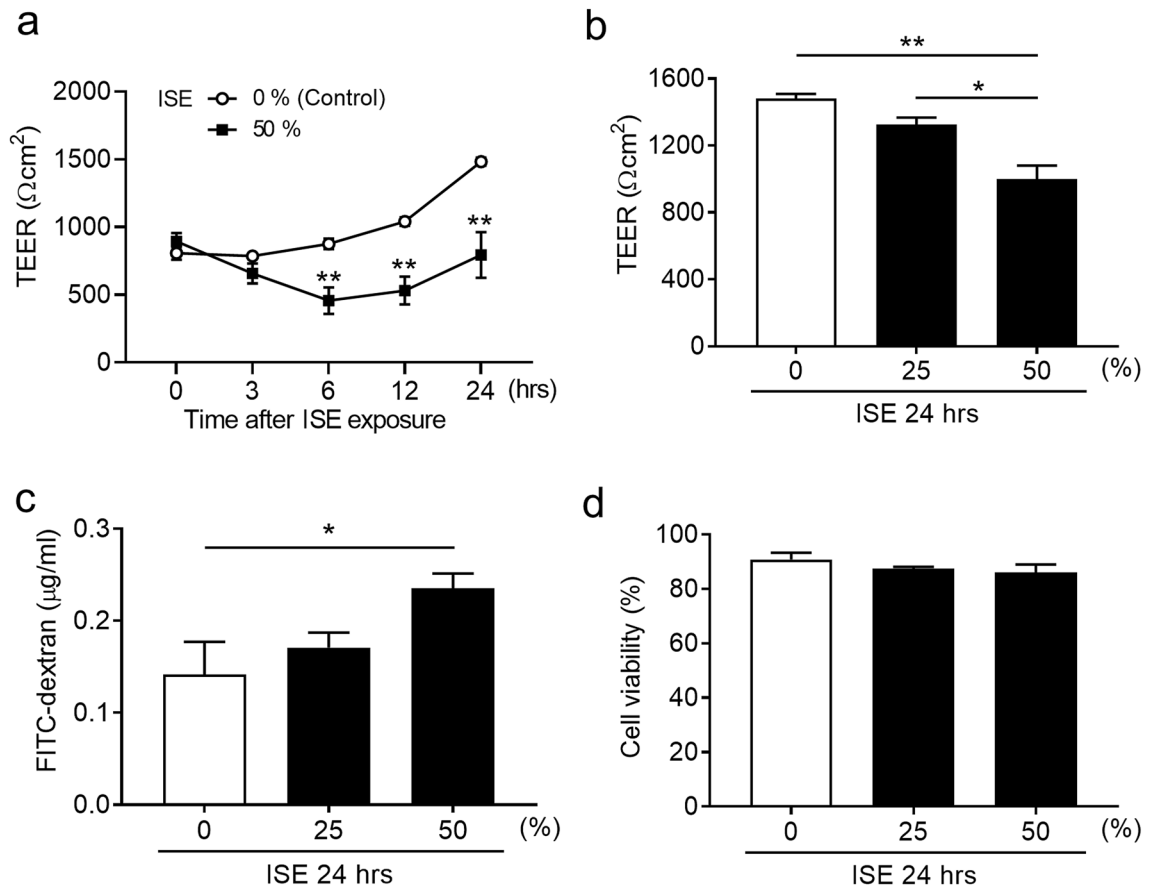 a
ISE 0 % (Control)
50 %
2000
1500
1000
500
0
TEER (Ωcm²)
**
**
**
0 3 6 12 24 (hrs)
Time after ISE exposure
b
**
*
1600
1200
800
400
0
TEER (Ωcm²)
0 25 50 (%)
ISE 24 hrs
c
*
0.3
0.2
0.1
0.0
FITC-dextran (μg/ml)
0 25 50 (%)
ISE 24 hrs
d
100
80
60
40
20
0
Cell viability (%)
0 25 50 (%)
ISE 24 hrs